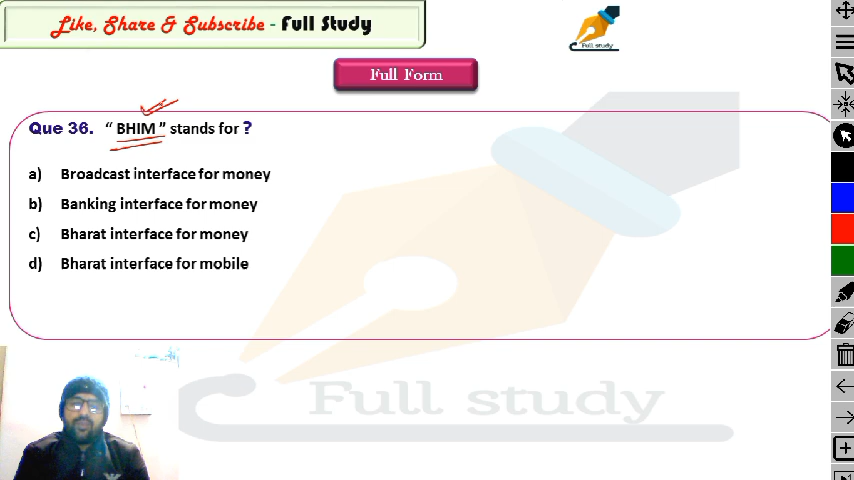 Like, Share & Subscribe - Full Study
Full study
Full Form
Que 36. “ BHIM ” stands for ?
a) Broadcast interface for money
b) Banking interface for money
c) Bharat interface for money
d) Bharat interface for mobile
Full study